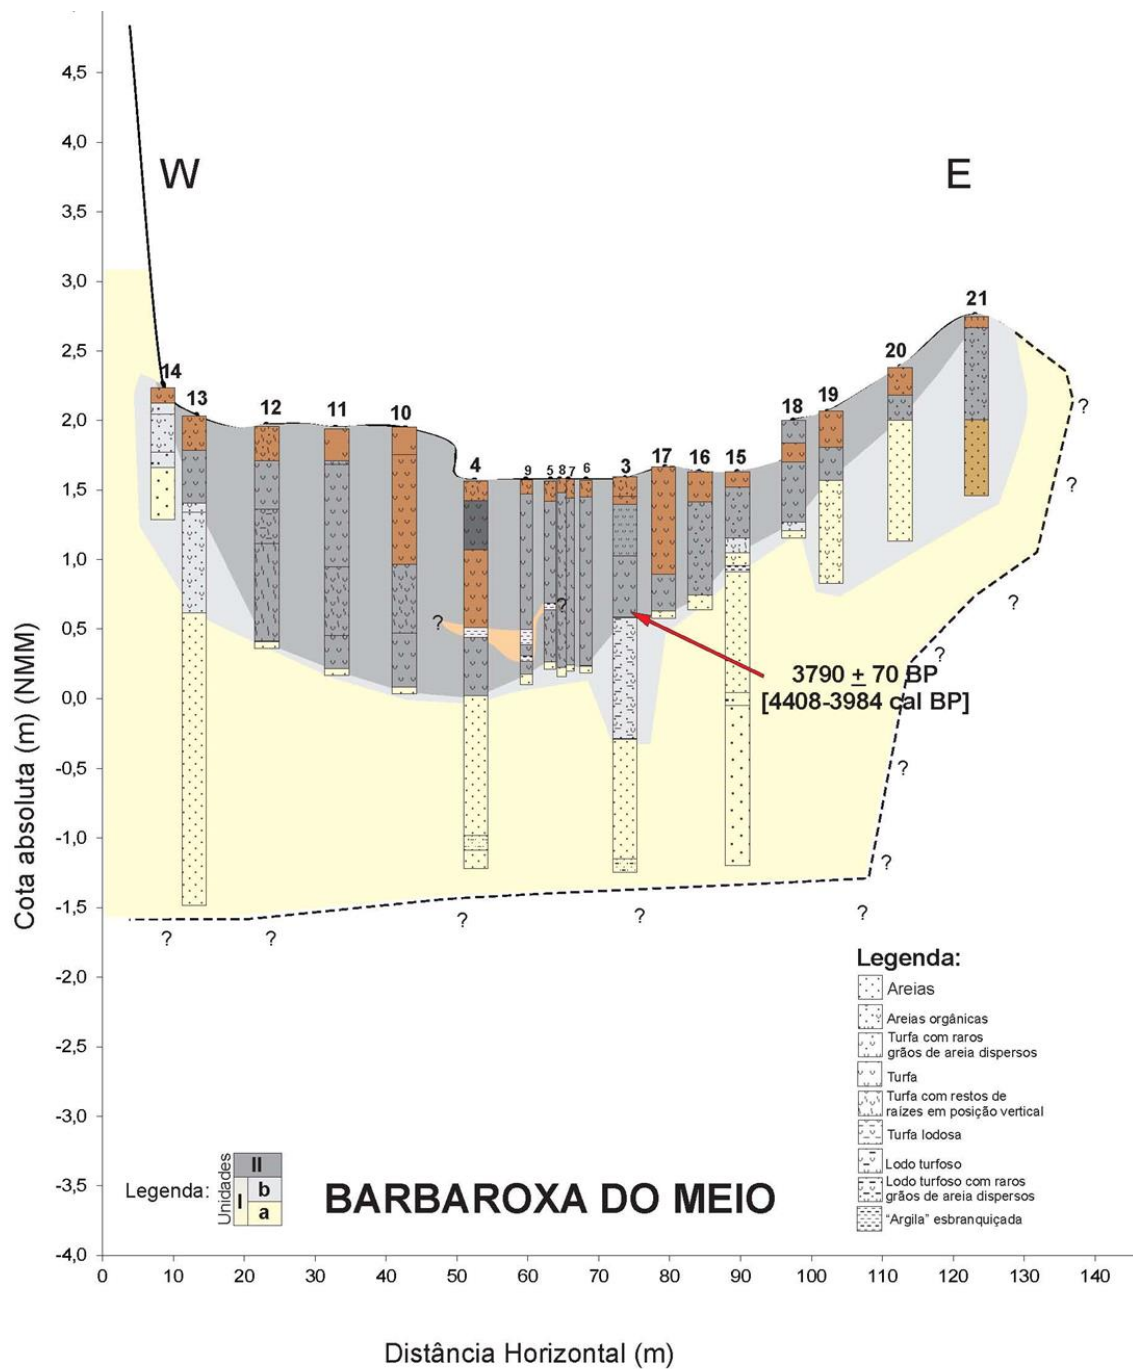 4,5
4,0
3,5
3,0
2,5
2,0
1,5
1,0
0,5
0,0
-0,5
-1,0
-1,5
-2,0
-2,5
-3,0
-3,5
-4,0
Cota absoluta (m) (NMM)
W
E
14
13
12
11
10
4
9
5
8
7
6
3
17
16
15
18
19
20
21
?
?
?
?
?
?
?
?
?
?
?
?
?
?
3790 ± 70 BP
[4408-3984 cal BP]
Legenda:
Areias
Areias orgânicas
Turfa com raros
grãos de areia dispersos
Turfa
Turfa com restos de
raízes em posição vertical
Turfa lodosa
Lodo turfoso
Lodo turfoso com raros
grãos de areia dispersos
"Argila" esbranquiçada
Legenda:
Unidades
II
I
b
a
BARBAROXA DO MEIO
0 10 20 30 40 50 60 70 80 90 100 110 120 130 140
Distância Horizontal (m)